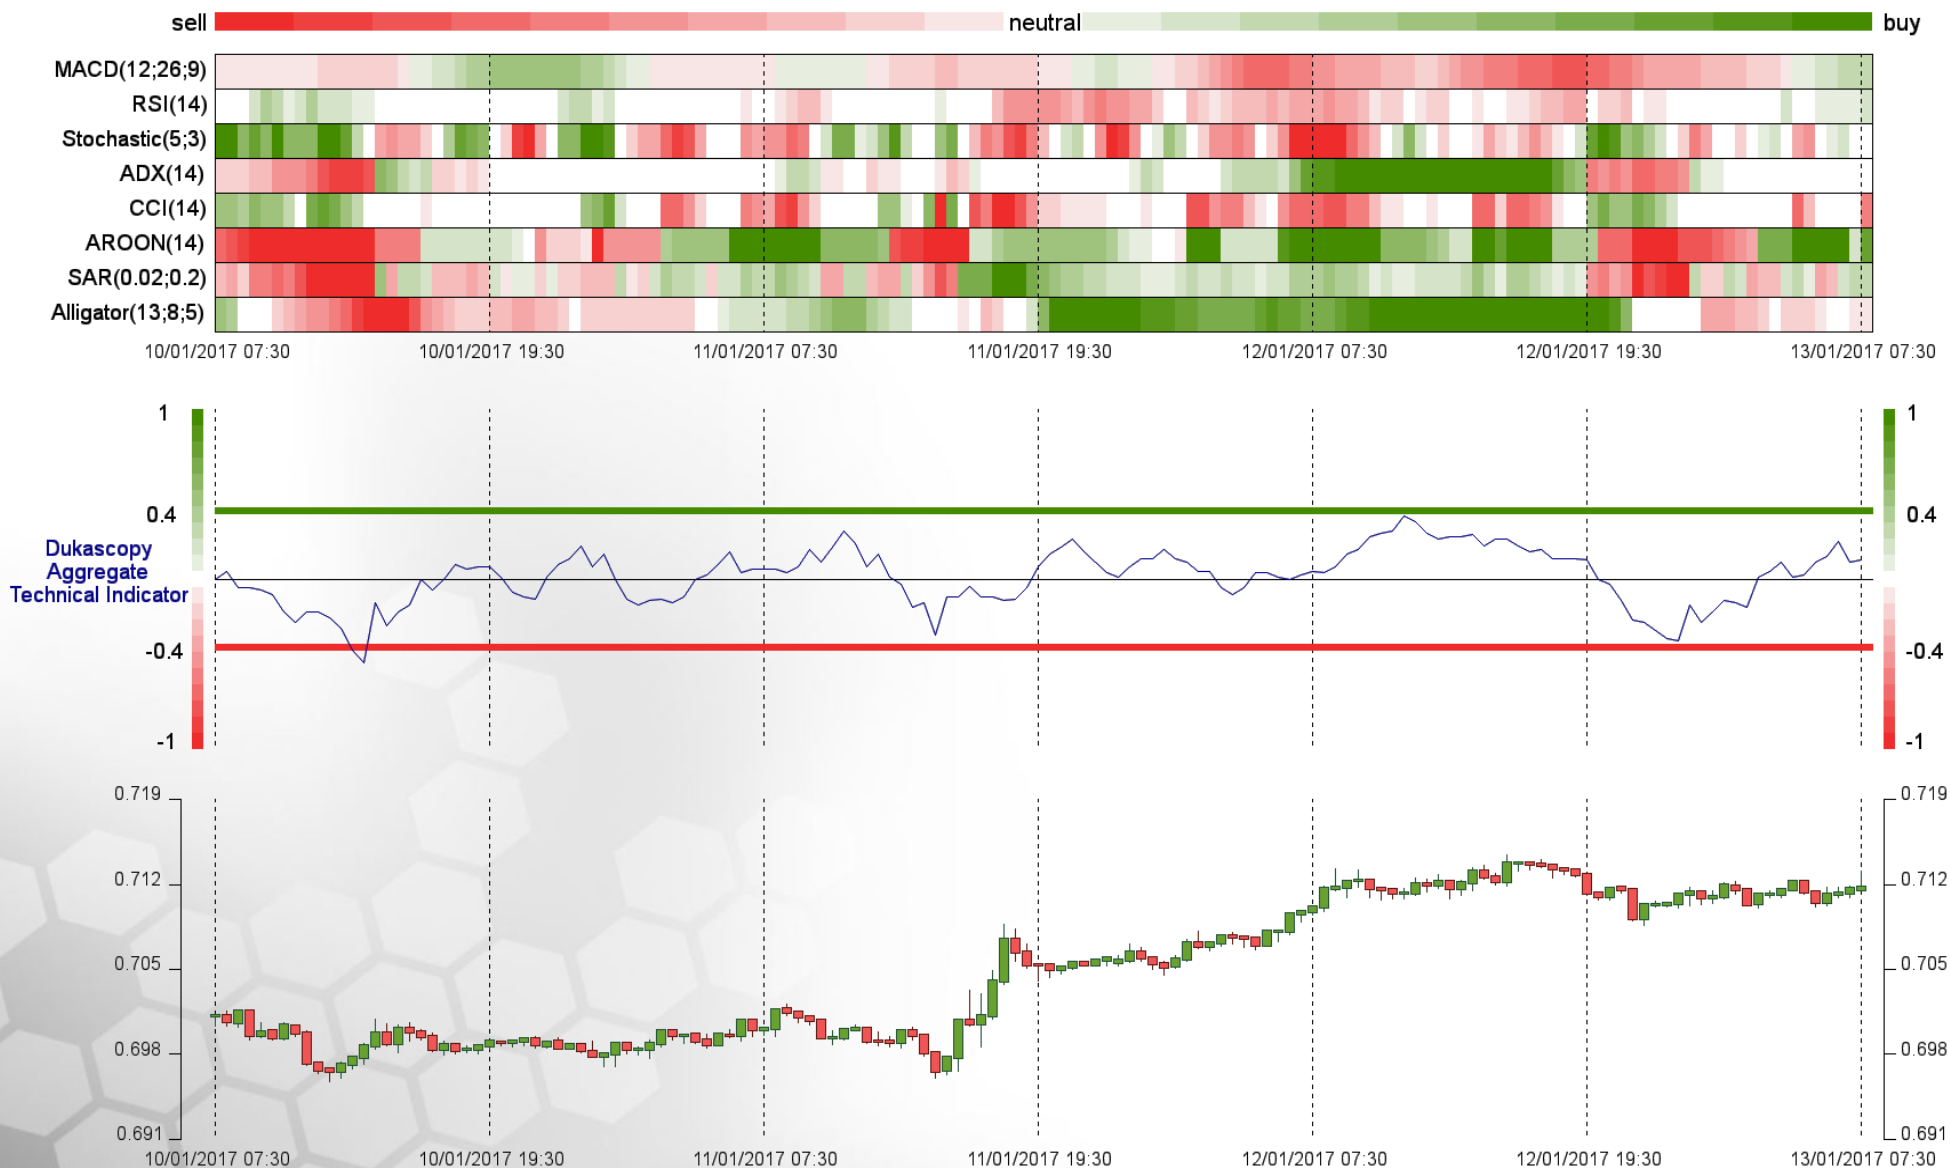 sell neutral buy
MACD(12;26;9)
RSI(14)
Stochastic(5;3)
ADX(14)
CCI(14)
AROON(14)
SAR(0.02;0.2)
Alligator(13;8;5)
10/01/2017 07:30 10/01/2017 19:30 11/01/2017 07:30 11/01/2017 19:30 12/01/2017 07:30 12/01/2017 19:30 13/01/2017 07:30
1 1
0.4 0.4
Dukascopy
Aggregate
Technical Indicator
-0.4 -0.4
-1 -1
0.719 0.719
0.712 0.712
0.705 0.705
0.698 0.698
0.691 0.691
10/01/2017 07:30 10/01/2017 19:30 11/01/2017 07:30 11/01/2017 19:30 12/01/2017 07:30 12/01/2017 19:30 13/01/2017 07:30